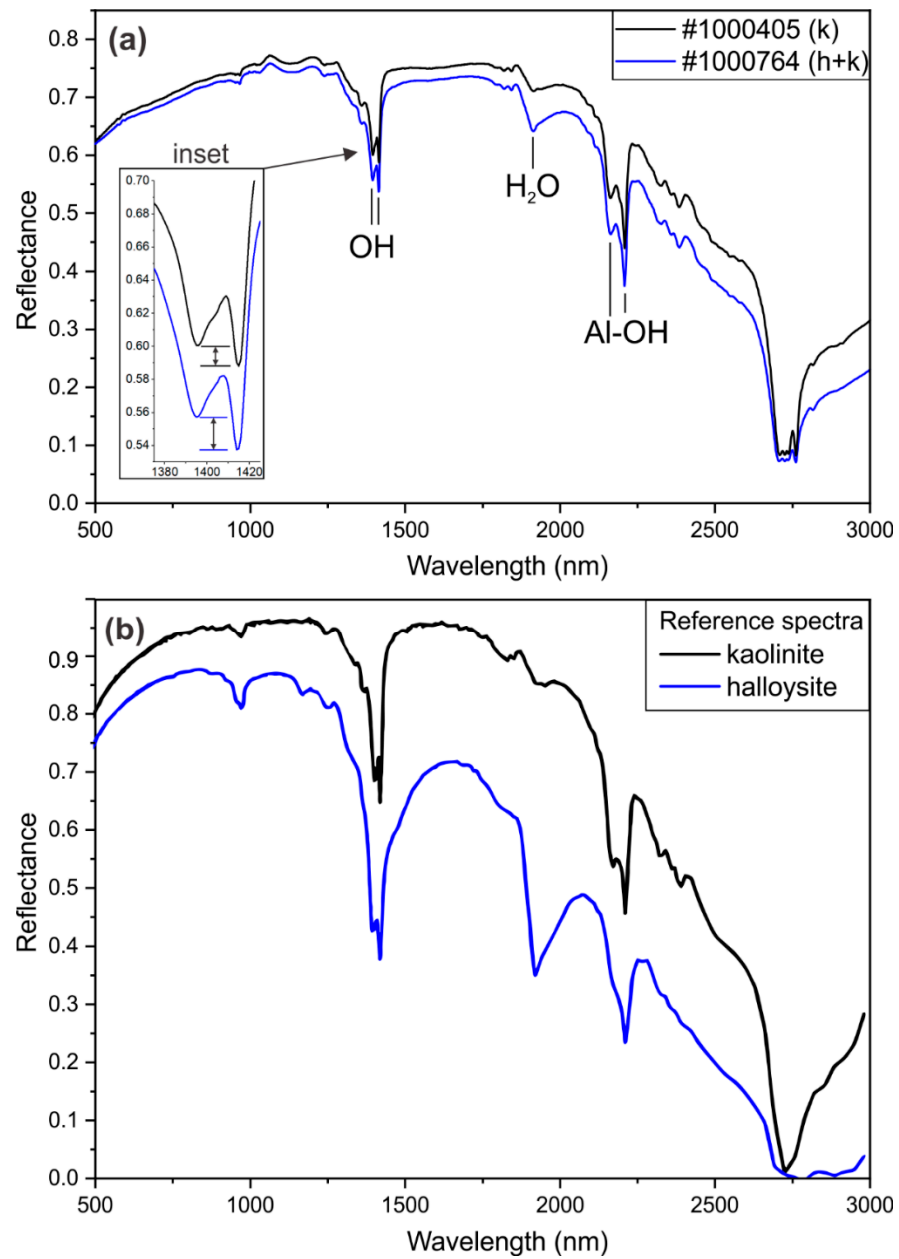 (a)
#1000405 (k)
#1000764 (h+k)
0.8
0.7
0.6
0.5
0.4
0.3
0.2
0.1
0.0
Reflectance
inset
0.70
0.68
0.66
0.64
0.62
0.60
0.58
0.56
0.54
1380 1400 1420
OH
H₂O
Al-OH
500 1000 1500 2000 2500 3000
Wavelength (nm)
(b)
Reference spectra
kaolinite
halloysite
0.9
0.8
0.7
0.6
0.5
0.4
0.3
0.2
0.1
0.0
Reflectance
500 1000 1500 2000 2500 3000
Wavelength (nm)